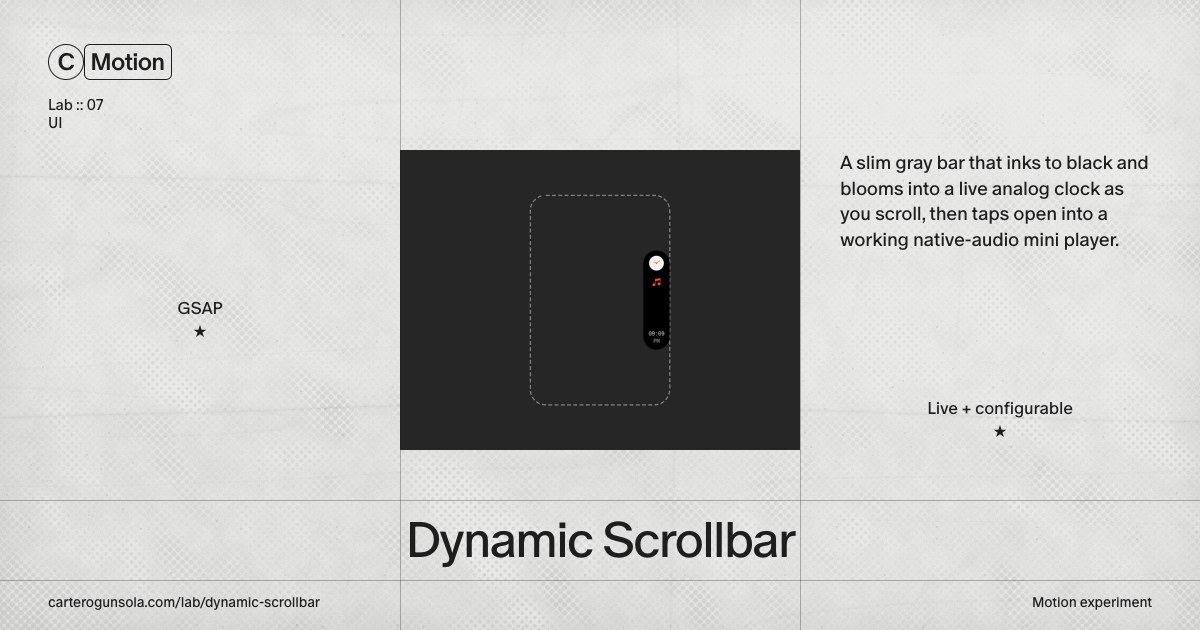 C Motion
Lab :: 07
UI
A slim gray bar that inks to black and
blooms into a live analog clock as
you scroll, then taps open into a
working native-audio mini player.
GSAP
★
09:09
PM
Live + configurable
★
Dynamic Scrollbar
carterogunsola.com/lab/dynamic-scrollbar
Motion experiment